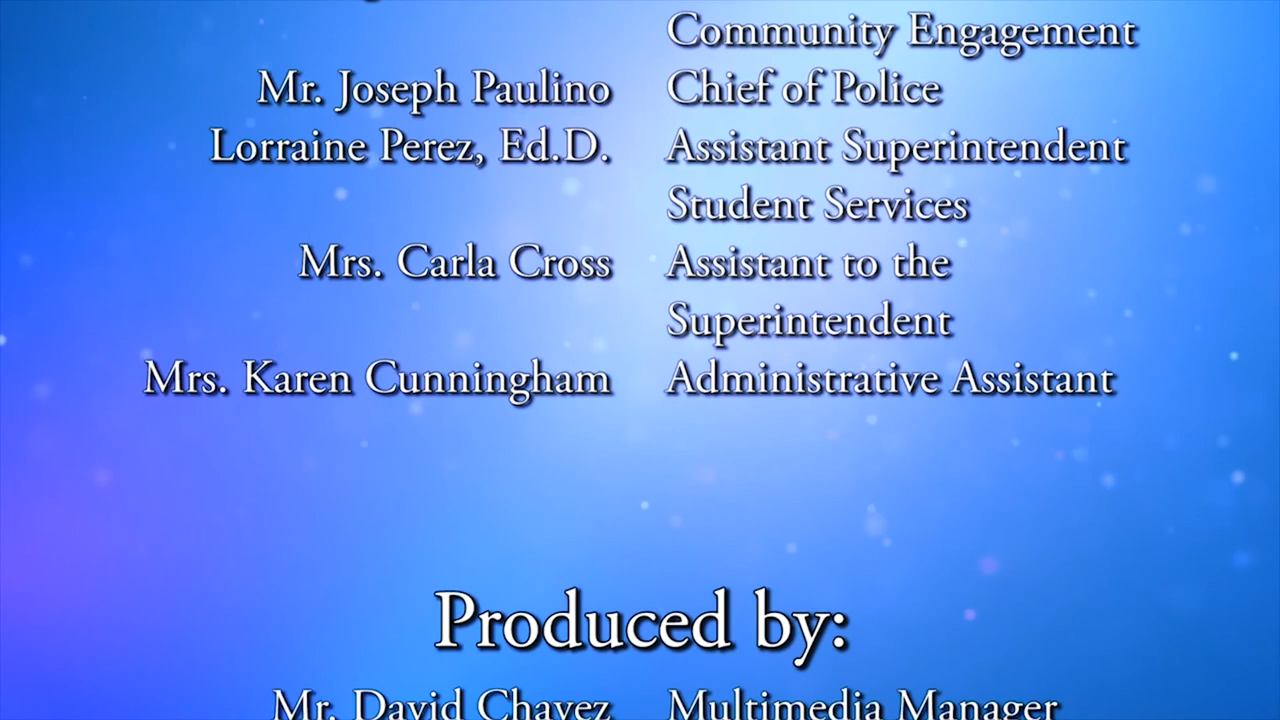 Community Engagement
Mr. Joseph Paulino Chief of Police
Lorraine Perez, Ed.D. Assistant Superintendent
Student Services
Mrs. Carla Cross Assistant to the
Superintendent
Mrs. Karen Cunningham Administrative Assistant
Produced by:
Mr. David Chavez Multimedia Manager